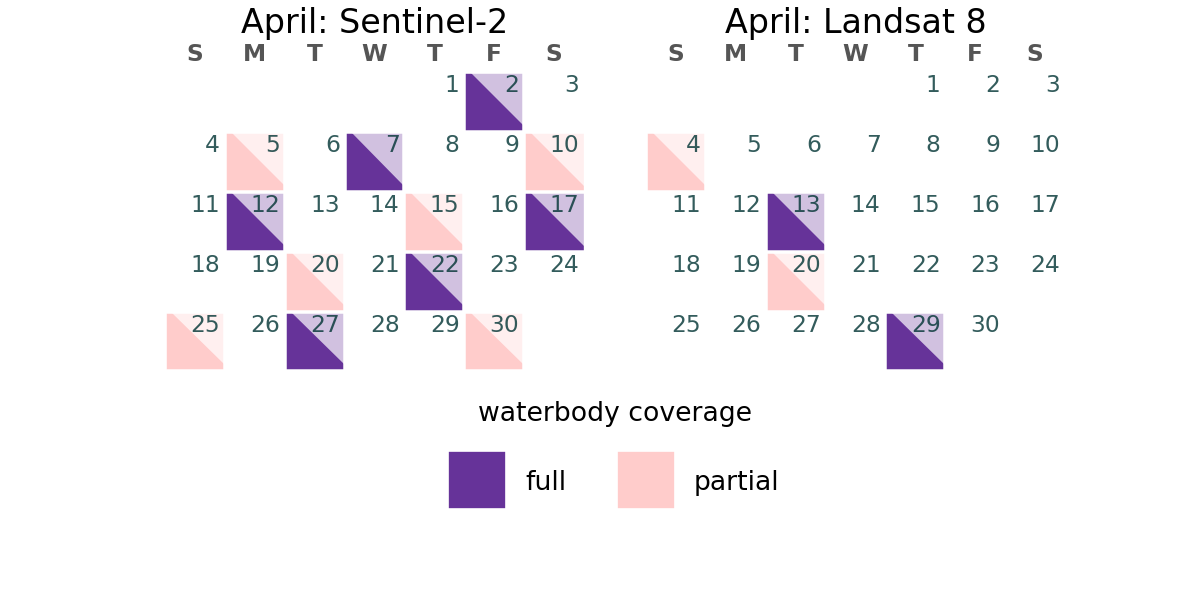 April: Sentinel-2
S M T W T F S
1 2 3
4 5 6 7 8 9 10
11 12 13 14 15 16 17
18 19 20 21 22 23 24
25 26 27 28 29 30
April: Landsat 8
S M T W T F S
1 2 3
4 5 6 7 8 9 10
11 12 13 14 15 16 17
18 19 20 21 22 23 24
25 26 27 28 29 30
waterbody coverage
full
partial